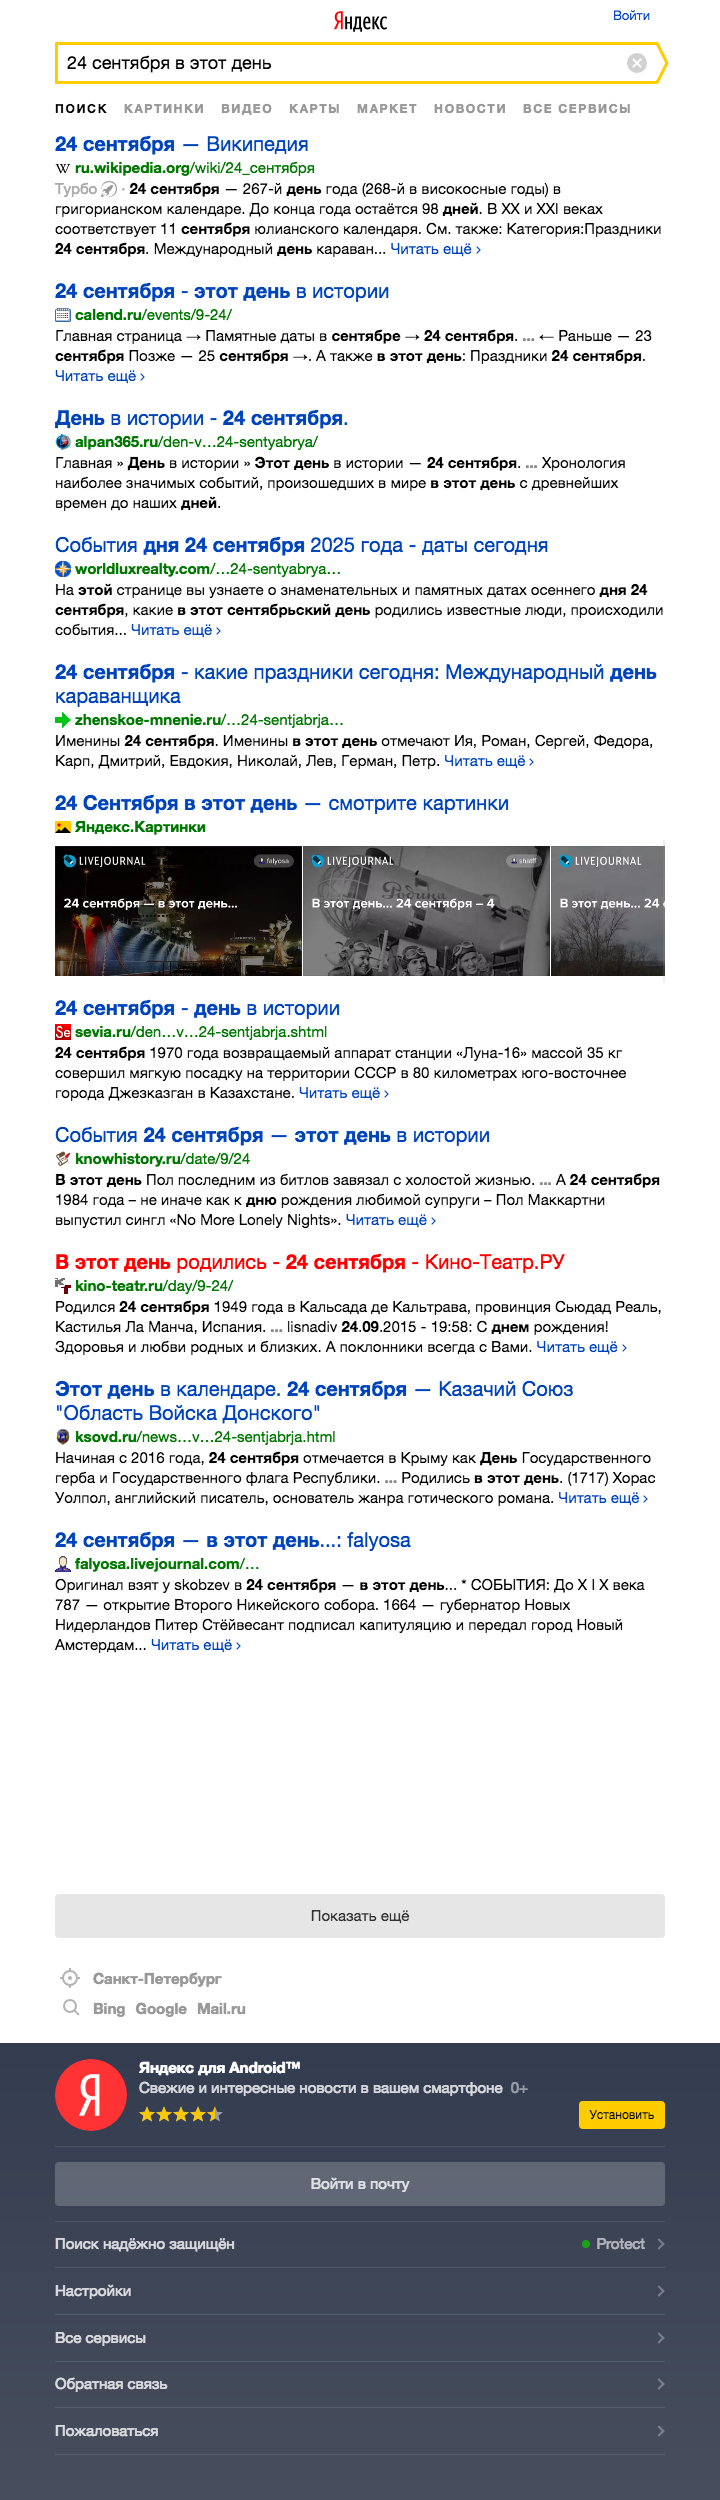 Яндекс
Войти
24 сентября в этот день
ПОИСК КАРТИНКИ ВИДЕО КАРТЫ МАРКЕТ НОВОСТИ ВСЕ СЕРВИСЫ
24 сентября — Википедия
W ru.wikipedia.org/wiki/24_сентября
Турбо · 24 сентября — 267-й день года (268-й в високосные годы) в
григорианском календаре. До конца года остаётся 98 дней. В XX и XXI веках
соответствует 11 сентября юлианского календаря. См. также: Категория:Праздники
24 сентября. Международный день караван... Читать ещё ›
24 сентября - этот день в истории
calend.ru/events/9-24/
Главная страница → Памятные даты в сентябре → 24 сентября. ... ← Раньше — 23
сентября Позже — 25 сентября →. А также в этот день: Праздники 24 сентября.
Читать ещё ›
День в истории - 24 сентября.
alpan365.ru/den-v…24-sentyabrya/
Главная » День в истории » Этот день в истории — 24 сентября. ... Хронология
наиболее значимых событий, произошедших в мире в этот день с древнейших
времен до наших дней.
События дня 24 сентября 2025 года - даты сегодня
worldluxrealty.com/…24-sentyabrya…
На этой странице вы узнаете о знаменательных и памятных датах осеннего дня 24
сентября, какие в этот сентябрьский день родились известные люди, происходили
события... Читать ещё ›
24 сентября - какие праздники сегодня: Международный день
караванщика
zhenskoe-mnenie.ru/…24-sentjabrja…
Именины 24 сентября. Именины в этот день отмечают Ия, Роман, Сергей, Федора,
Карп, Дмитрий, Евдокия, Николай, Лев, Герман, Петр. Читать ещё ›
24 Сентября в этот день — смотрите картинки
Яндекс.Картинки
LIVEJOURNAL falyosa LIVEJOURNAL shatff LIVEJOURNAL
24 сентября — в этот день... В этот день... 24 сентября – 4 В этот день... 24
Родина
24 сентября - день в истории
Se sevia.ru/den…v…24-sentjabrja.shtml
24 сентября 1970 года возвращаемый аппарат станции «Луна-16» массой 35 кг
совершил мягкую посадку на территории СССР в 80 километрах юго-восточнее
города Джезказган в Казахстане. Читать ещё ›
События 24 сентября — этот день в истории
knowhistory.ru/date/9/24
В этот день Пол последним из битлов завязал с холостой жизнью. ... А 24 сентября
1984 года – не иначе как к дню рождения любимой супруги – Пол Маккартни
выпустил сингл «No More Lonely Nights». Читать ещё ›
В этот день родились - 24 сентября - Кино-Театр.РУ
kino-teatr.ru/day/9-24/
Родился 24 сентября 1949 года в Кальсада де Кальтрава, провинция Сьюдад Реаль,
Кастилья Ла Манча, Испания. ... lisnadiv 24.09.2015 - 19:58: С днем рождения!
Здоровья и любви родных и близких. А поклонники всегда с Вами. Читать ещё ›
Этот день в календаре. 24 сентября — Казачий Союз
"Область Войска Донского"
ksovd.ru/news…v…24-sentjabrja.html
Начиная с 2016 года, 24 сентября отмечается в Крыму как День Государственного
герба и Государственного флага Республики. ... Родились в этот день. (1717) Хорас
Уолпол, английский писатель, основатель жанра готического романа. Читать ещё ›
24 сентября — в этот день...: falyosa
falyosa.livejournal.com/…
Оригинал взят у skobzev в 24 сентября — в этот день... * СОБЫТИЯ: До X I X века
787 — открытие Второго Никейского собора. 1664 — губернатор Новых
Нидерландов Питер Стёйвесант подписал капитуляцию и передал город Новый
Амстердам... Читать ещё ›
Показать ещё
Санкт-Петербург
Bing Google Mail.ru
Я
Яндекс для Android™
Свежие и интересные новости в вашем смартфоне 0+
Установить
Войти в почту
Поиск надёжно защищён Protect
Настройки
Все сервисы
Обратная связь
Пожаловаться